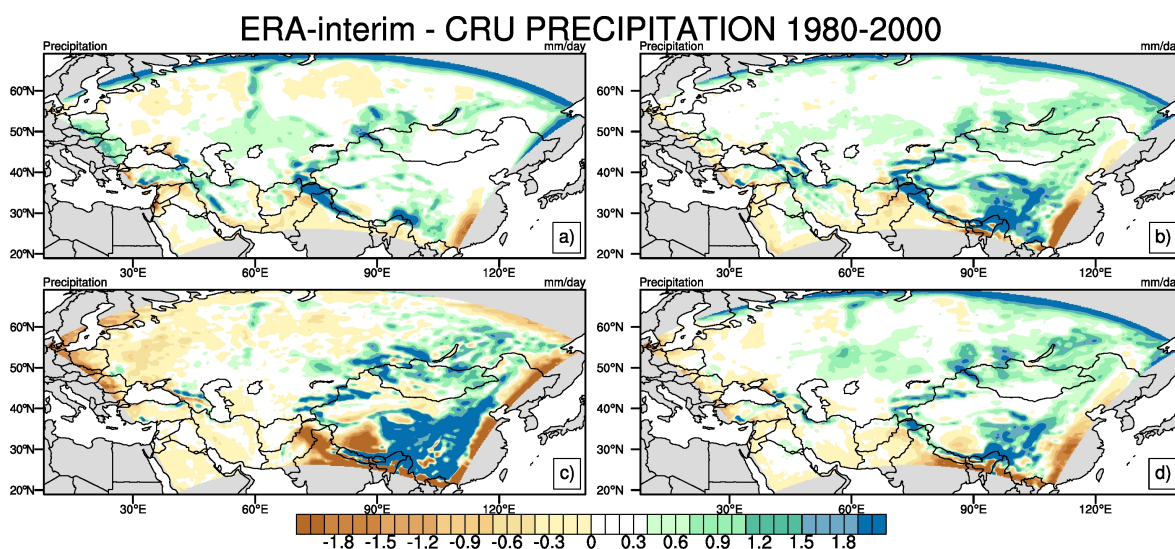 ERA-interim - CRU PRECIPITATION 1980-2000
Precipitation mm/day Precipitation mm/day
60°N 60°N
50°N 50°N
40°N 40°N
30°N 30°N
20°N 20°N
a) b)
30°E 60°E 90°E 120°E 30°E 60°E 90°E 120°E
Precipitation mm/day Precipitation mm/day
60°N 60°N
50°N 50°N
40°N 40°N
30°N 30°N
20°N 20°N
c) d)
30°E 60°E 90°E 120°E 30°E 60°E 90°E 120°E
-1.8 -1.5 -1.2 -0.9 -0.6 -0.3 0 0.3 0.6 0.9 1.2 1.5 1.8